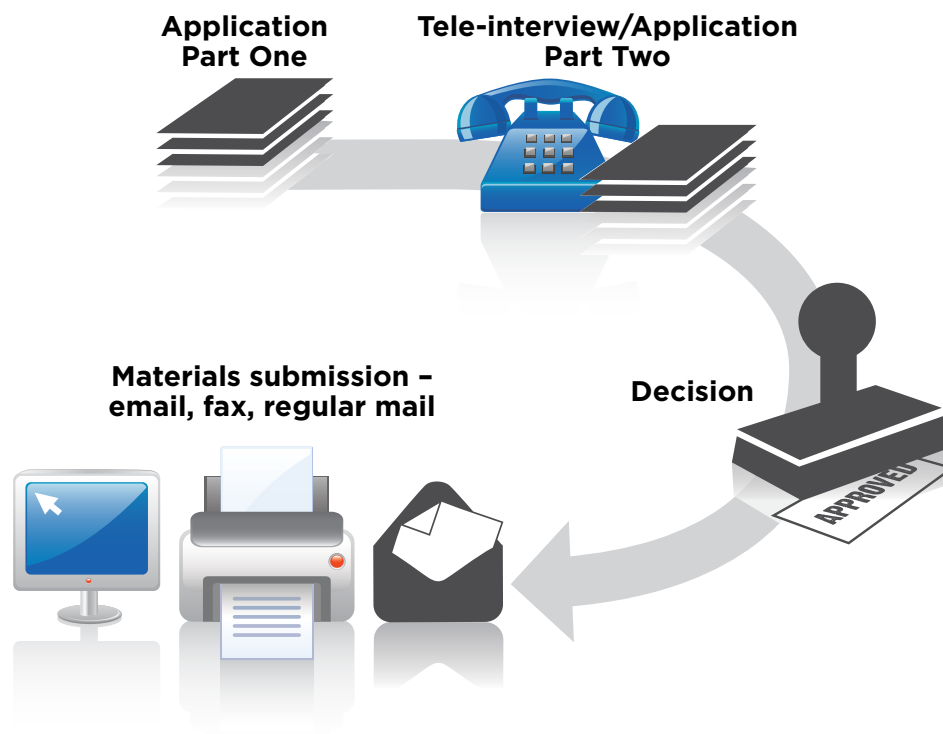 Application
Part One
Tele-interview/Application
Part Two
Decision
APPROVED
Materials submission –
email, fax, regular mail